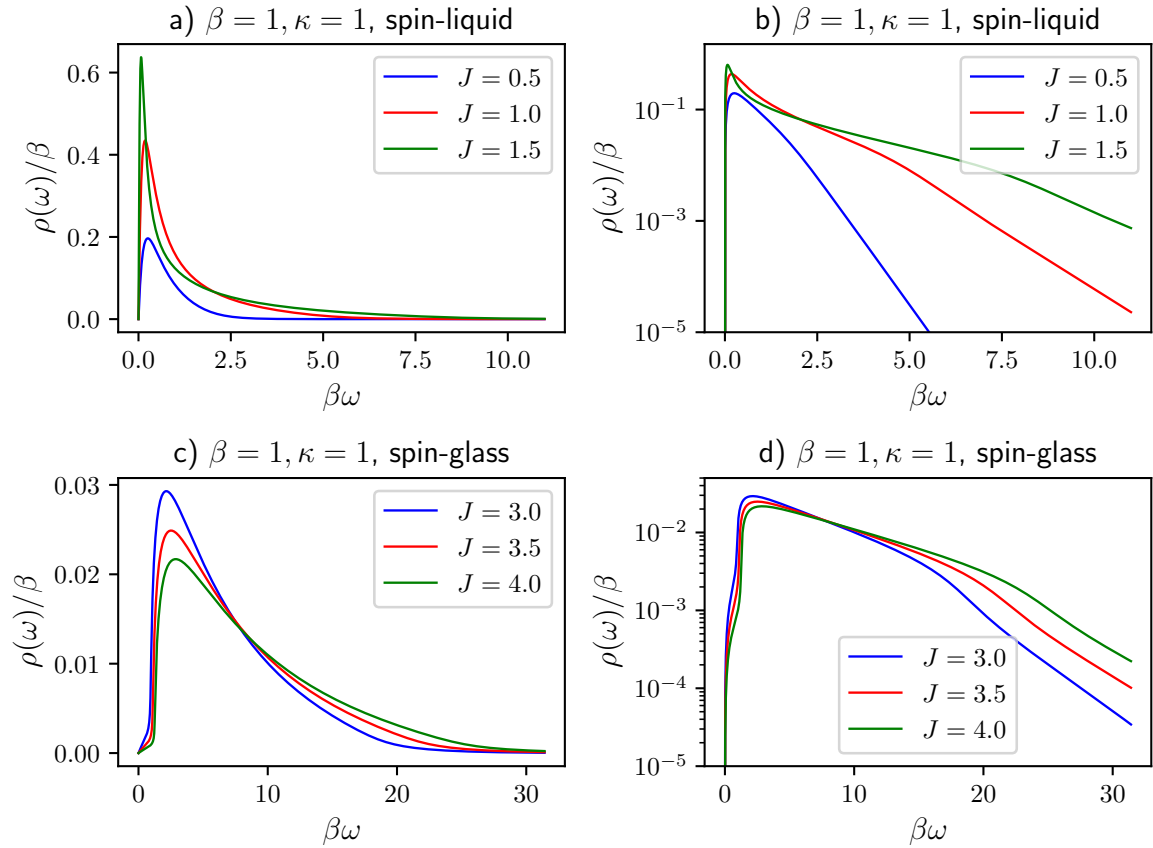 a) β = 1, κ = 1, spin-liquid
ρ(ω)/β
0.6
0.4
0.2
0.0
J = 0.5
J = 1.0
J = 1.5
0.0 2.5 5.0 7.5 10.0
βω
b) β = 1, κ = 1, spin-liquid
ρ(ω)/β
10⁻¹
10⁻³
10⁻⁵
J = 0.5
J = 1.0
J = 1.5
0.0 2.5 5.0 7.5 10.0
βω
c) β = 1, κ = 1, spin-glass
ρ(ω)/β
0.03
0.02
0.01
0.00
J = 3.0
J = 3.5
J = 4.0
0 10 20 30
βω
d) β = 1, κ = 1, spin-glass
ρ(ω)/β
10⁻²
10⁻³
10⁻⁴
10⁻⁵
J = 3.0
J = 3.5
J = 4.0
0 10 20 30
βω